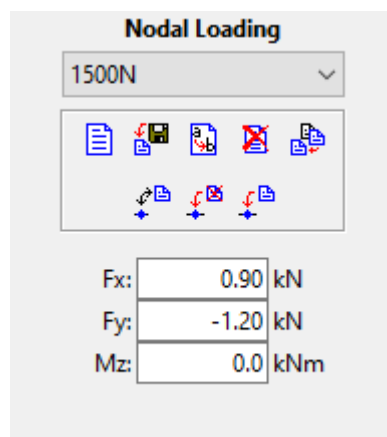 Nodal Loading
1500N
a
b
Fx: 0.90 kN
Fy: -1.20 kN
Mz: 0.0 kNm